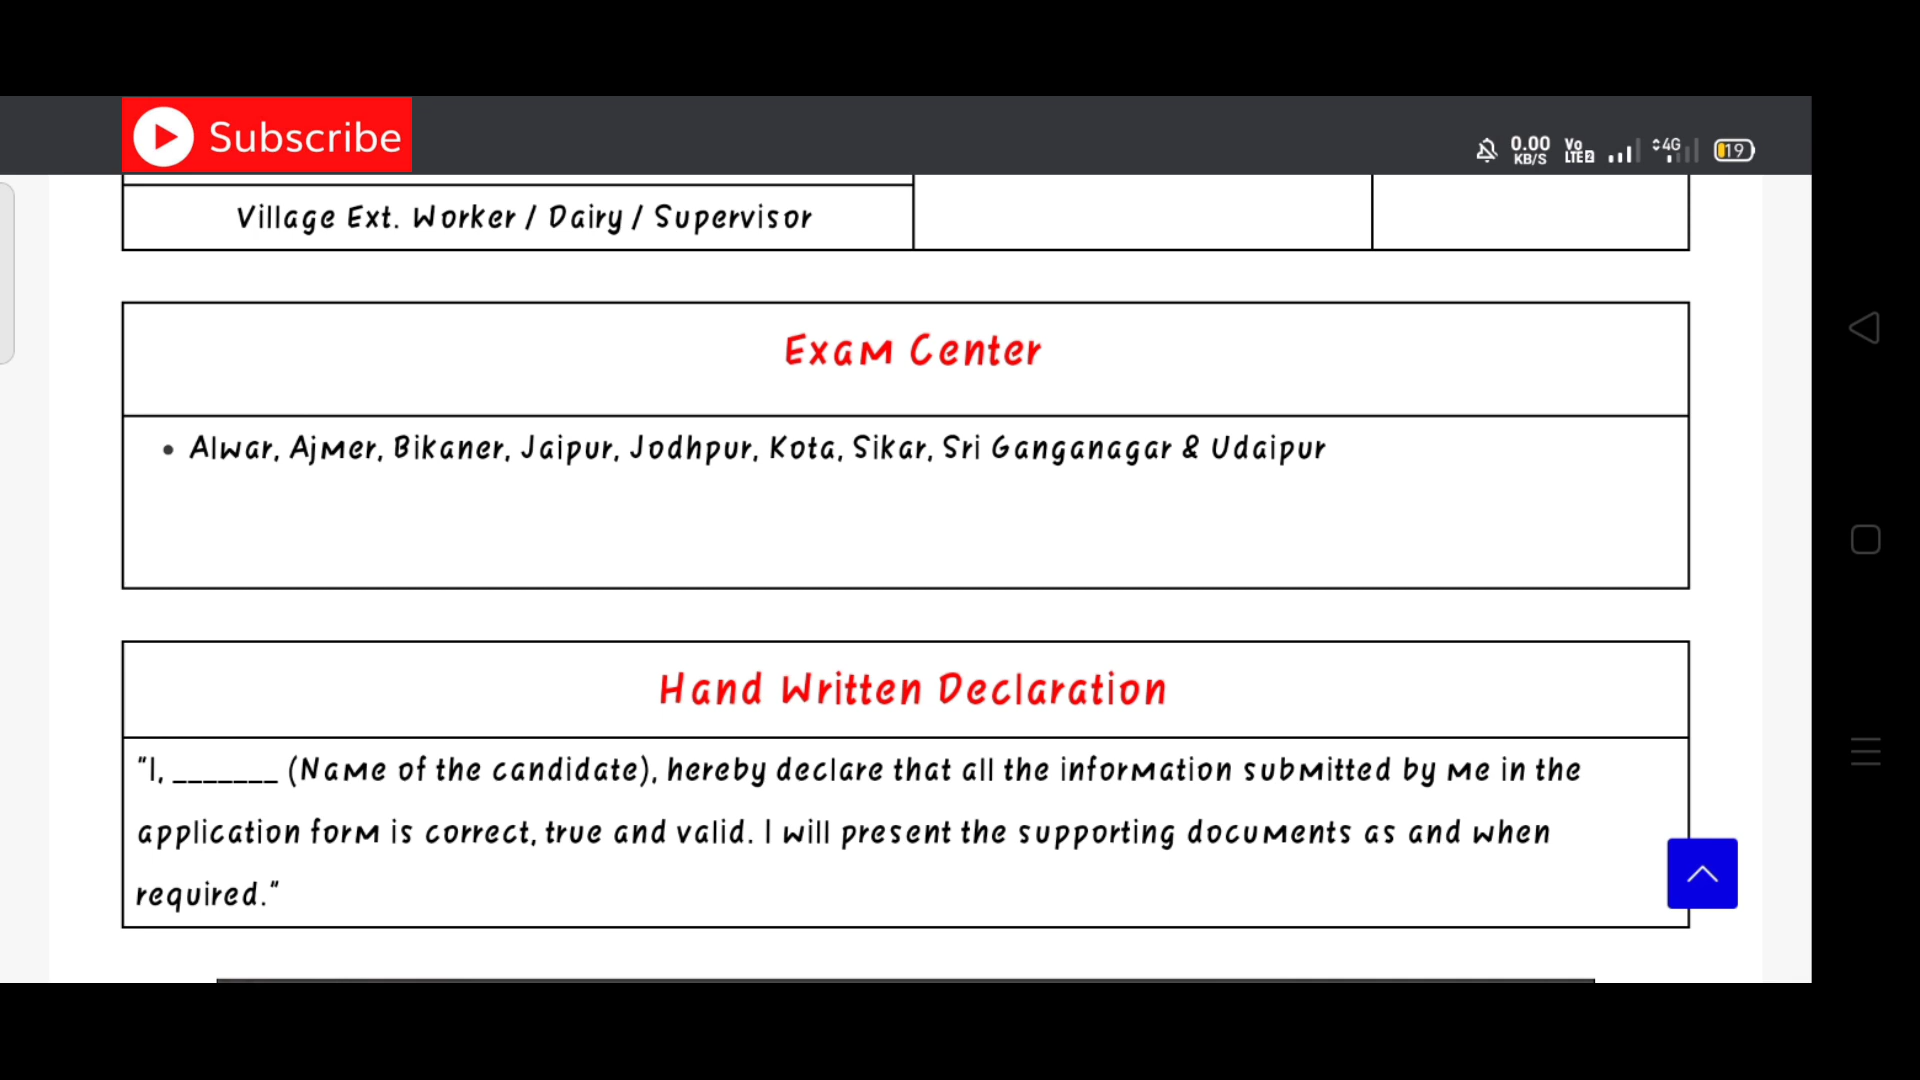 Subscribe
0.00 KB/S Vo LTE2 4G 19
Village Ext. Worker / Dairy / Supervisor
Exam Center
• Alwar, Ajmer, Bikaner, Jaipur, Jodhpur, Kota, Sikar, Sri Ganganagar & Udaipur
Hand Written Declaration
"I, _______ (Name of the candidate), hereby declare that all the information submitted by me in the
application form is correct, true and valid. I will present the supporting documents as and when
required."